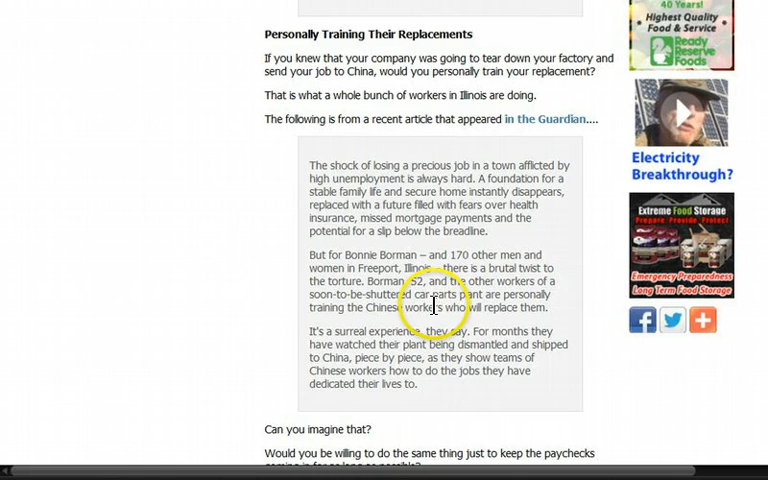 Personally Training Their Replacements
If you knew that your company was going to tear down your factory and
send your job to China, would you personally train your replacement?
That is what a whole bunch of workers in Illinois are doing.
The following is from a recent article that appeared in the Guardian....
The shock of losing a precious job in a town afflicted by
high unemployment is always hard. A foundation for a
stable family life and secure home instantly disappears,
replaced with a future filled with fears over health
insurance, missed mortgage payments and the
potential for a slip below the breadline.
But for Bonnie Borman – and 170 other men and
women in Freeport, Illinois – there is a brutal twist to
the torture. Borman, 52, and the other workers of a
soon-to-be-shuttered car parts plant are personally
training the Chinese workers who will replace them.
It's a surreal experience, they say. For months they
have watched their plant being dismantled and shipped
to China, piece by piece, as they show teams of
Chinese workers how to do the jobs they have
dedicated their lives to.
Can you imagine that?
Would you be willing to do the same thing just to keep the paychecks
coming in for as long as possible?
40 Years!
Highest Quality
Food & Service
Ready
Reserve
Foods
Electricity
Breakthrough?
Extreme Food Storage
Prepare Provide Protect
Emergency Preparedness
Long Term Food Storage